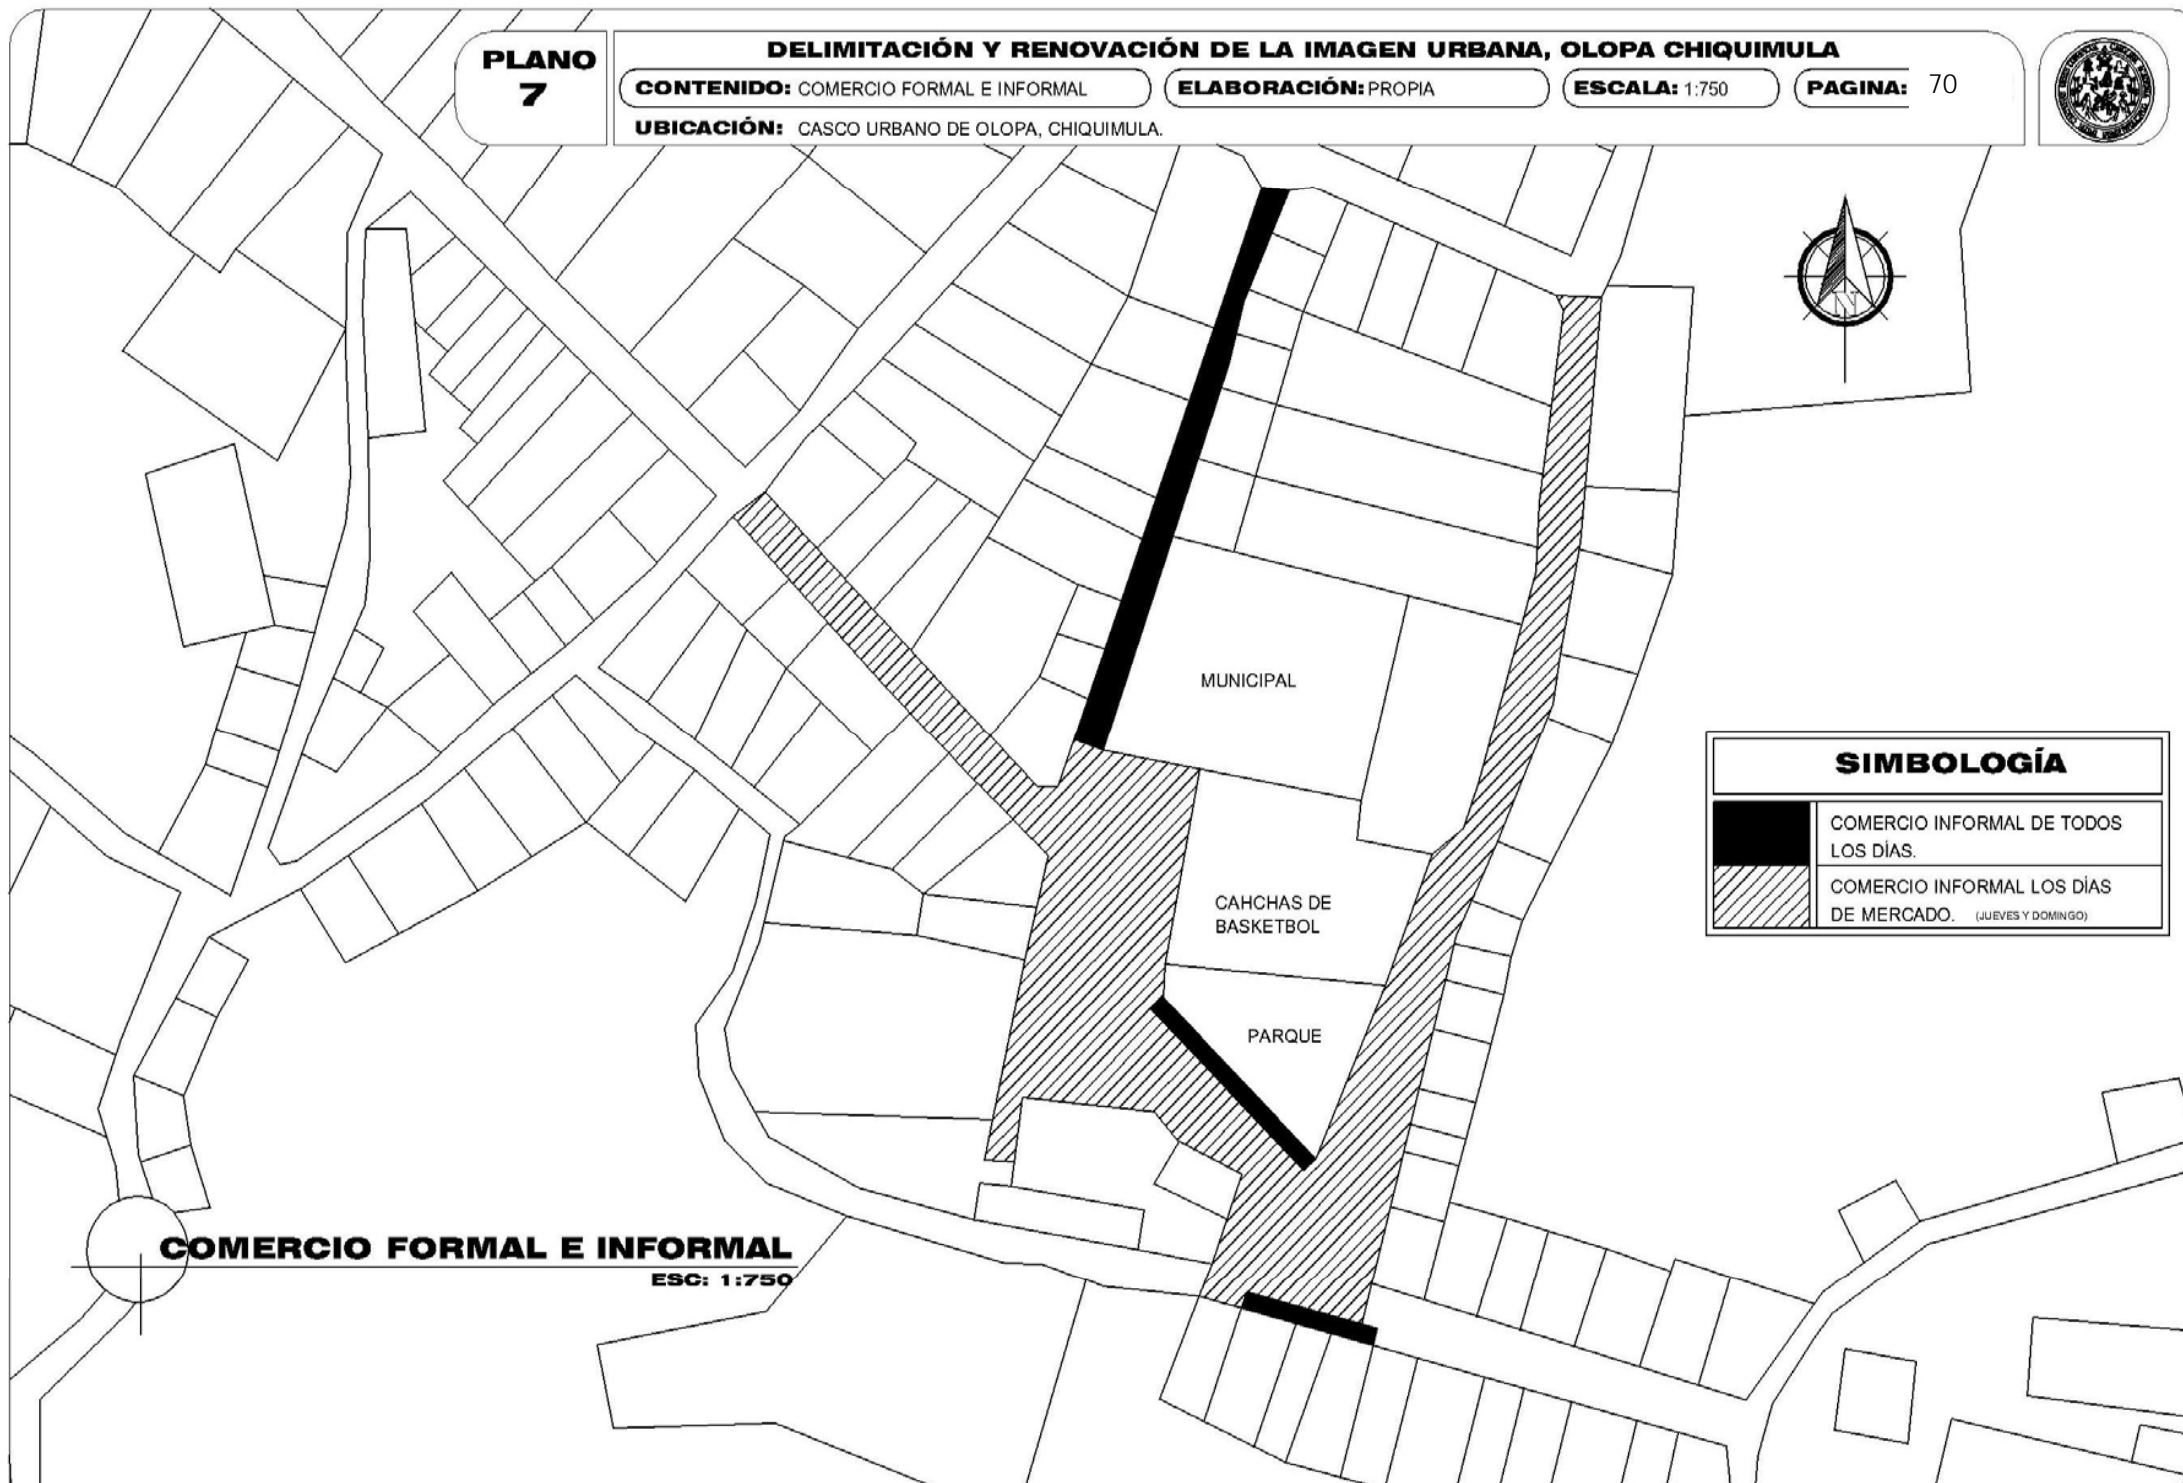 PLANO
7
DELIMITACIÓN Y RENOVACIÓN DE LA IMAGEN URBANA, OLOPA CHIQUIMULA
CONTENIDO: COMERCIO FORMAL E INFORMAL
ELABORACIÓN: PROPIA
ESCALA: 1:750
PAGINA: 70
UBICACIÓN: CASCO URBANO DE OLOPA, CHIQUIMULA.
N
MUNICIPAL
CAHCHAS DE
BASKETBOL
PARQUE
SIMBOLOGÍA
COMERCIO INFORMAL DE TODOS
LOS DÍAS.
COMERCIO INFORMAL LOS DÍAS
DE MERCADO. (JUEVES Y DOMINGO)
COMERCIO FORMAL E INFORMAL
ESC: 1:750